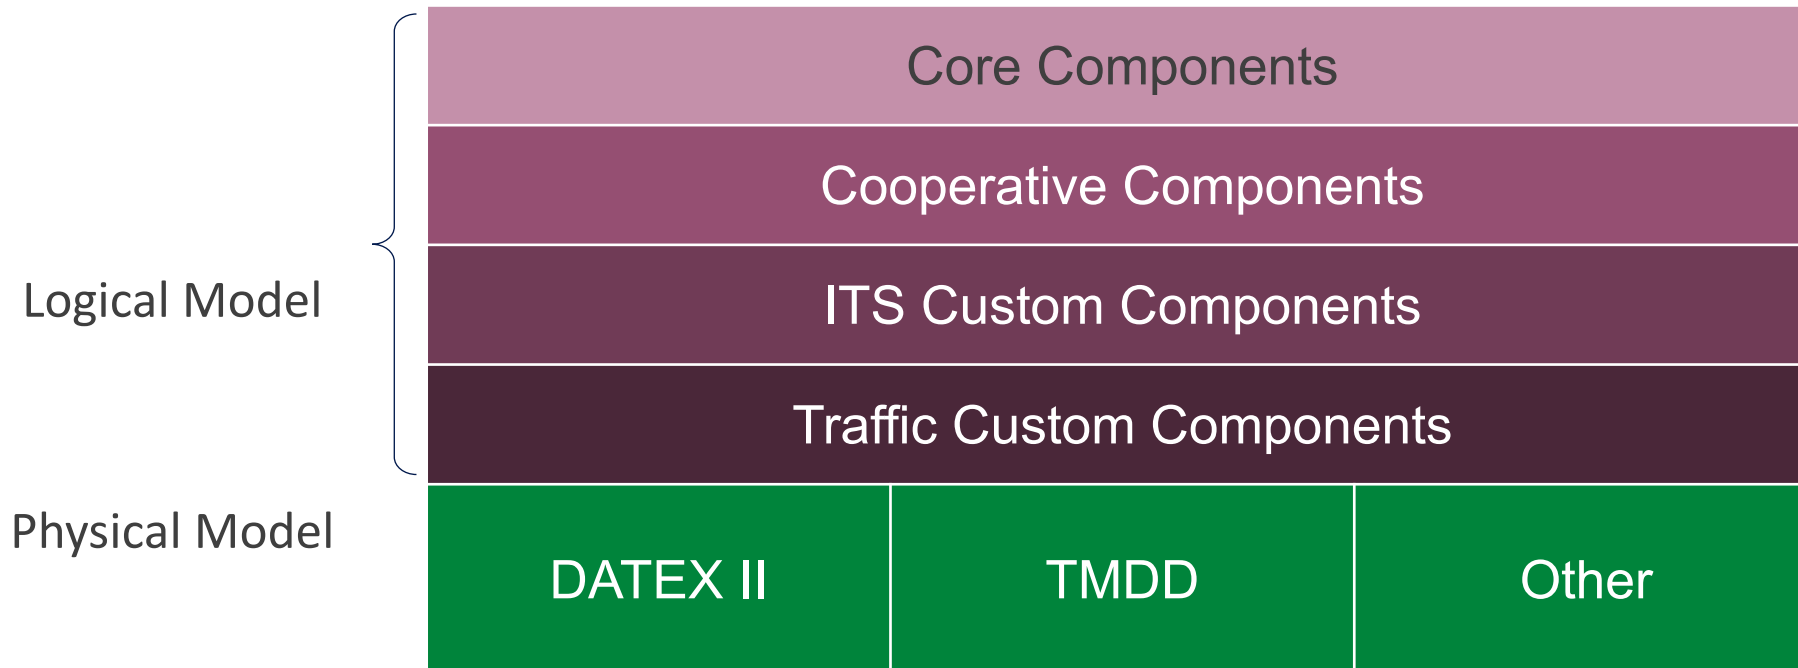 Core Components
Cooperative Components
Logical Model
ITS Custom Components
Traffic Custom Components
Physical Model
DATEX II
TMDD
Other